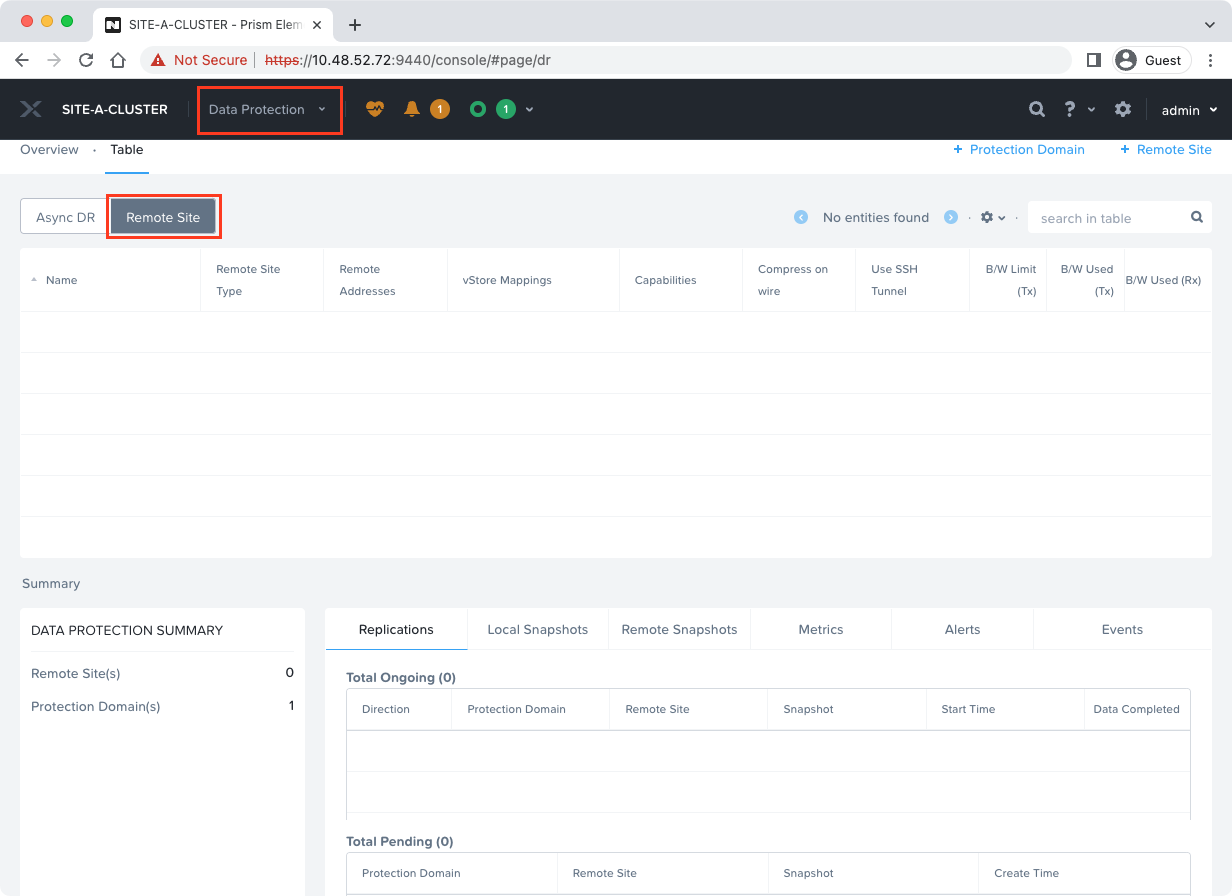 SITE-A-CLUSTER - Prism Elem
Not Secure https://10.48.52.72:9440/console/#page/dr Guest
SITE-A-CLUSTER Data Protection 1 1 ? admin
Overview · Table + Protection Domain + Remote Site
Async DR Remote Site No entities found · · search in table
Name Remote Site Type Remote Addresses vStore Mappings Capabilities Compress on wire Use SSH Tunnel B/W Limit (Tx) B/W Used (Tx) B/W Used (Rx)
Summary
DATA PROTECTION SUMMARY
Remote Site(s) 0
Protection Domain(s) 1
Replications Local Snapshots Remote Snapshots Metrics Alerts Events
Total Ongoing (0)
Direction Protection Domain Remote Site Snapshot Start Time Data Completed
Total Pending (0)
Protection Domain Remote Site Snapshot Create Time